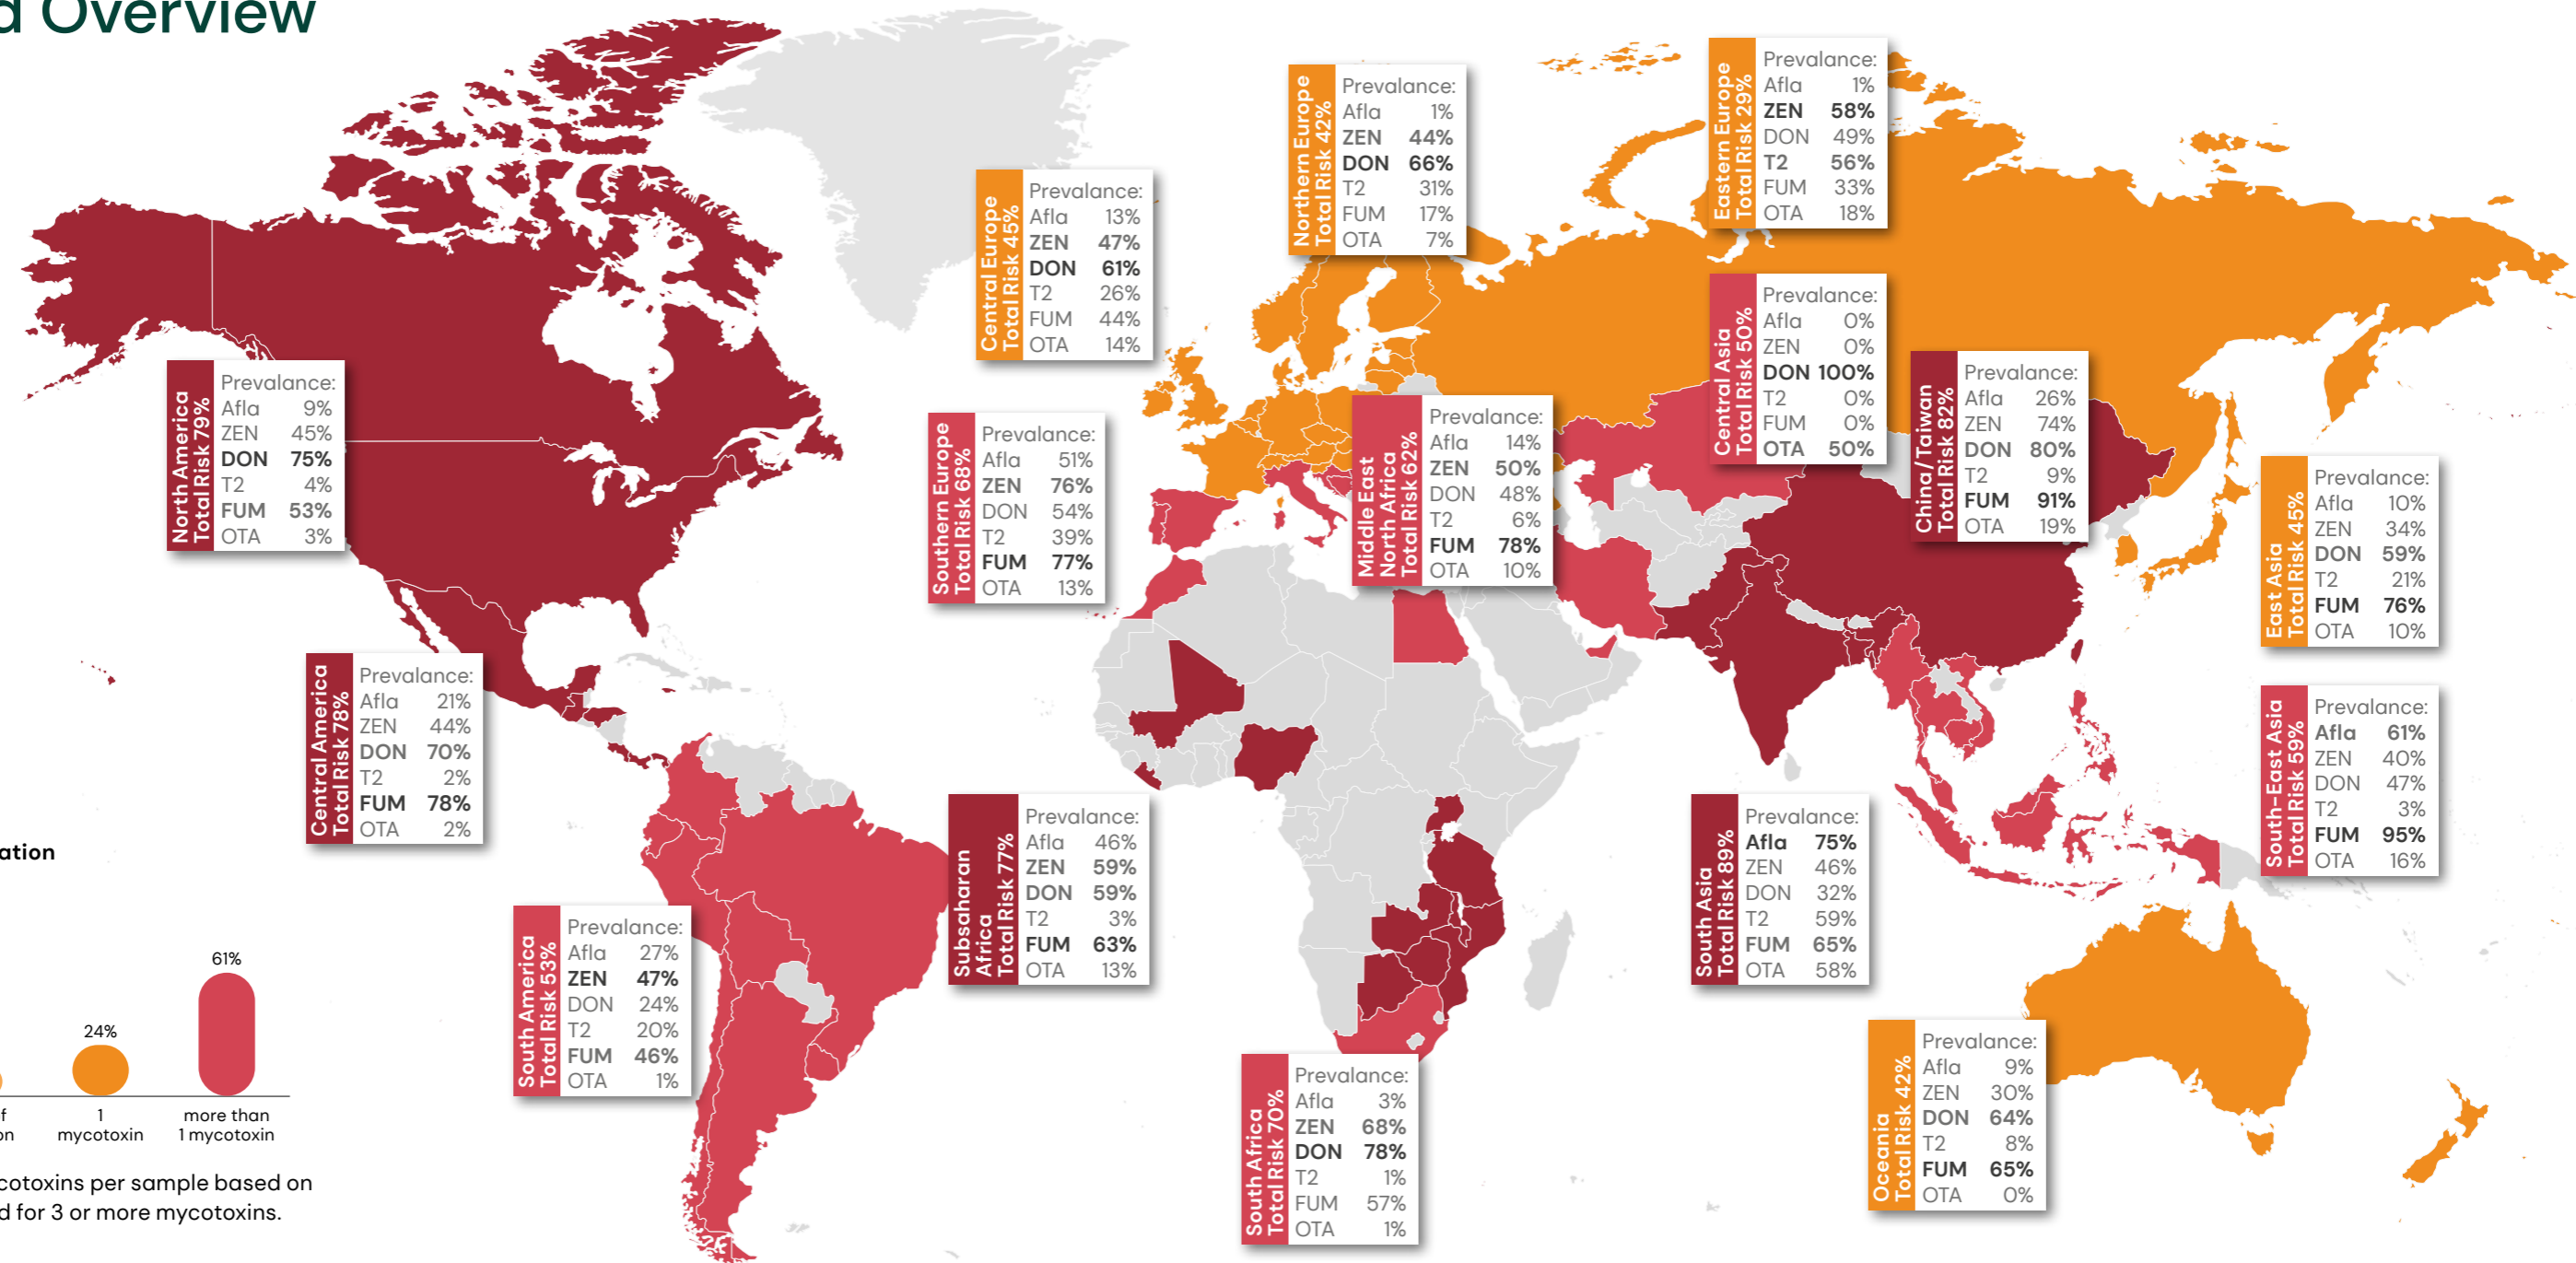 d Overview
Northern Europe
Total Risk 42%
Prevalance:
Afla 1%
ZEN 44%
DON 66%
T2 31%
FUM 17%
OTA 7%
Eastern Europe
Total Risk 29%
Prevalance:
Afla 1%
ZEN 58%
DON 49%
T2 56%
FUM 33%
OTA 18%
Central Europe
Total Risk 45%
Prevalance:
Afla 13%
ZEN 47%
DON 61%
T2 26%
FUM 44%
OTA 14%
Central Asia
Total Risk 50%
Prevalance:
Afla 0%
ZEN 0%
DON 100%
T2 0%
FUM 0%
OTA 50%
North America
Total Risk 79%
Prevalance:
Afla 9%
ZEN 45%
DON 75%
T2 4%
FUM 53%
OTA 3%
Southern Europe
Total Risk 68%
Prevalance:
Afla 51%
ZEN 76%
DON 54%
T2 39%
FUM 77%
OTA 13%
Middle East
North Africa
Total Risk 62%
Prevalance:
Afla 14%
ZEN 50%
DON 48%
T2 6%
FUM 78%
OTA 10%
China/Taiwan
Total Risk 82%
Prevalance:
Afla 26%
ZEN 74%
DON 80%
T2 9%
FUM 91%
OTA 19%
East Asia
Total Risk 45%
Prevalance:
Afla 10%
ZEN 34%
DON 59%
T2 21%
FUM 76%
OTA 10%
Central America
Total Risk 78%
Prevalance:
Afla 21%
ZEN 44%
DON 70%
T2 2%
FUM 78%
OTA 2%
South-East Asia
Total Risk 59%
Prevalance:
Afla 61%
ZEN 40%
DON 47%
T2 3%
FUM 95%
OTA 16%
Subsaharan
Africa
Total Risk 77%
Prevalance:
Afla 46%
ZEN 59%
DON 59%
T2 3%
FUM 63%
OTA 13%
South Asia
Total Risk 89%
Prevalance:
Afla 75%
ZEN 46%
DON 32%
T2 59%
FUM 65%
OTA 58%
South America
Total Risk 53%
Prevalance:
Afla 27%
ZEN 47%
DON 24%
T2 20%
FUM 46%
OTA 1%
South Africa
Total Risk 70%
Prevalance:
Afla 3%
ZEN 68%
DON 78%
T2 1%
FUM 57%
OTA 1%
Oceania
Total Risk 42%
Prevalance:
Afla 9%
ZEN 30%
DON 64%
T2 8%
FUM 65%
OTA 0%
ation
24%
61%
f
on
1
mycotoxin
more than
1 mycotoxin
cotoxins per sample based on
d for 3 or more mycotoxins.